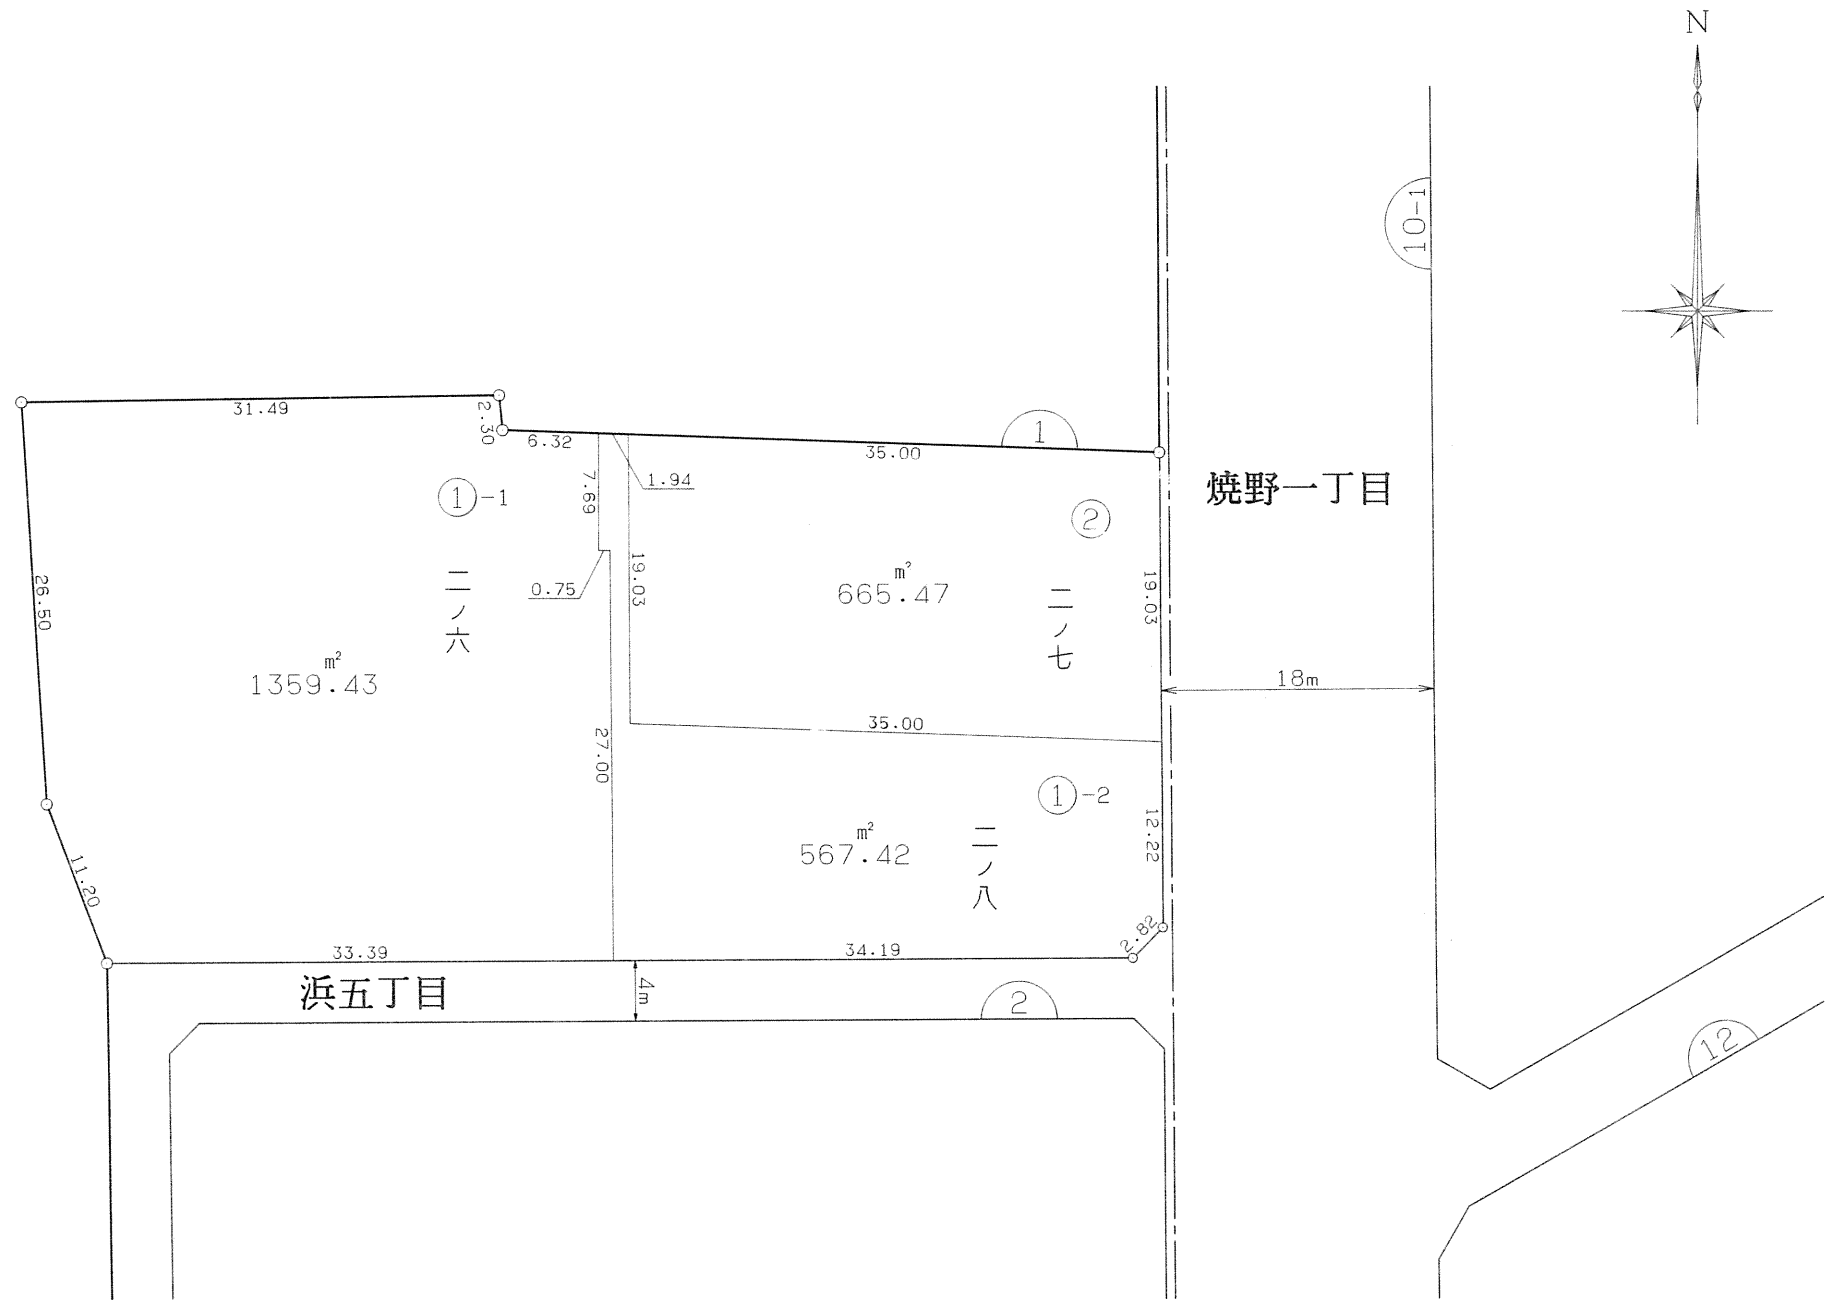 N
10-1
31.49
2.30
6.32
1
35.00
1.94
7.69
①-1
②
焼野一丁目
26.50
二ノ六
0.75
19.03
m²
665.47
二ノ七
19.03
m²
1359.43
18m
35.00
27.00
①-2
12.22
m²
567.42
二ノ八
11.20
33.39
34.19
2.82
浜五丁目
4m
2
12